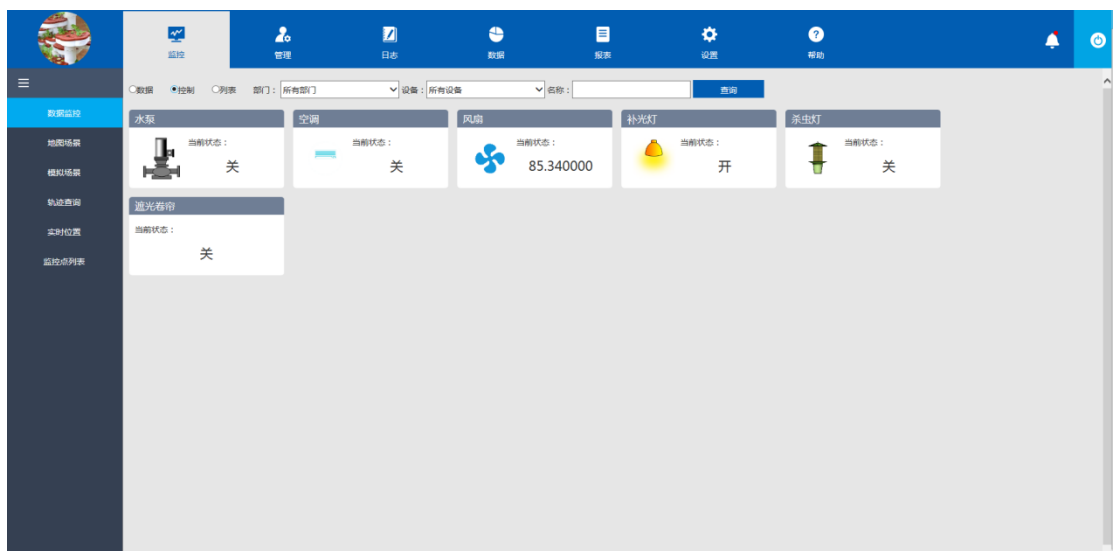 监控
管理
日志
数据
报表
设置
帮助
数据 控制 列表 部门： 所有部门 设备： 所有设备 名称： 查询
数据监控
地图场景
模拟场景
轨迹查询
实时位置
监控点列表
水泵
当前状态：
关
空调
当前状态：
关
风扇
当前状态：
85.340000
补光灯
当前状态：
开
杀虫灯
当前状态：
关
遮光卷帘
当前状态：
关